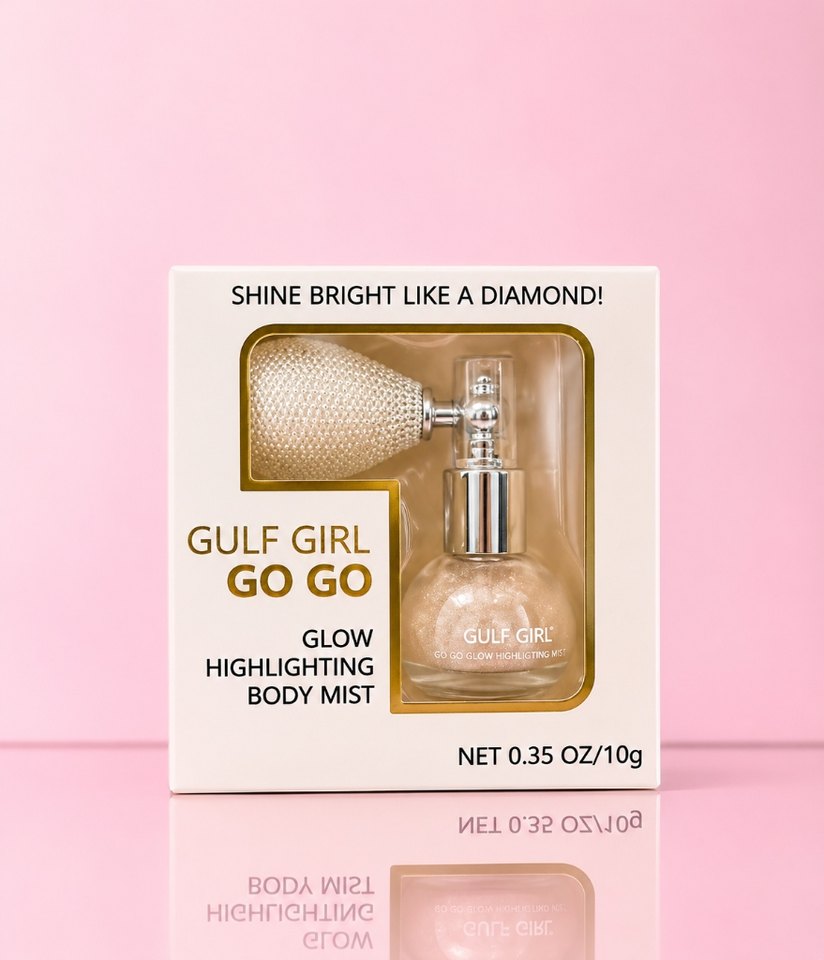 SHINE BRIGHT LIKE A DIAMOND!
GULF GIRL
GO GO
GLOW
HIGHLIGHTING
BODY MIST
GULF GIRL®
GO GO GLOW HIGHLIGTING MIST
NET 0.35 OZ/10g